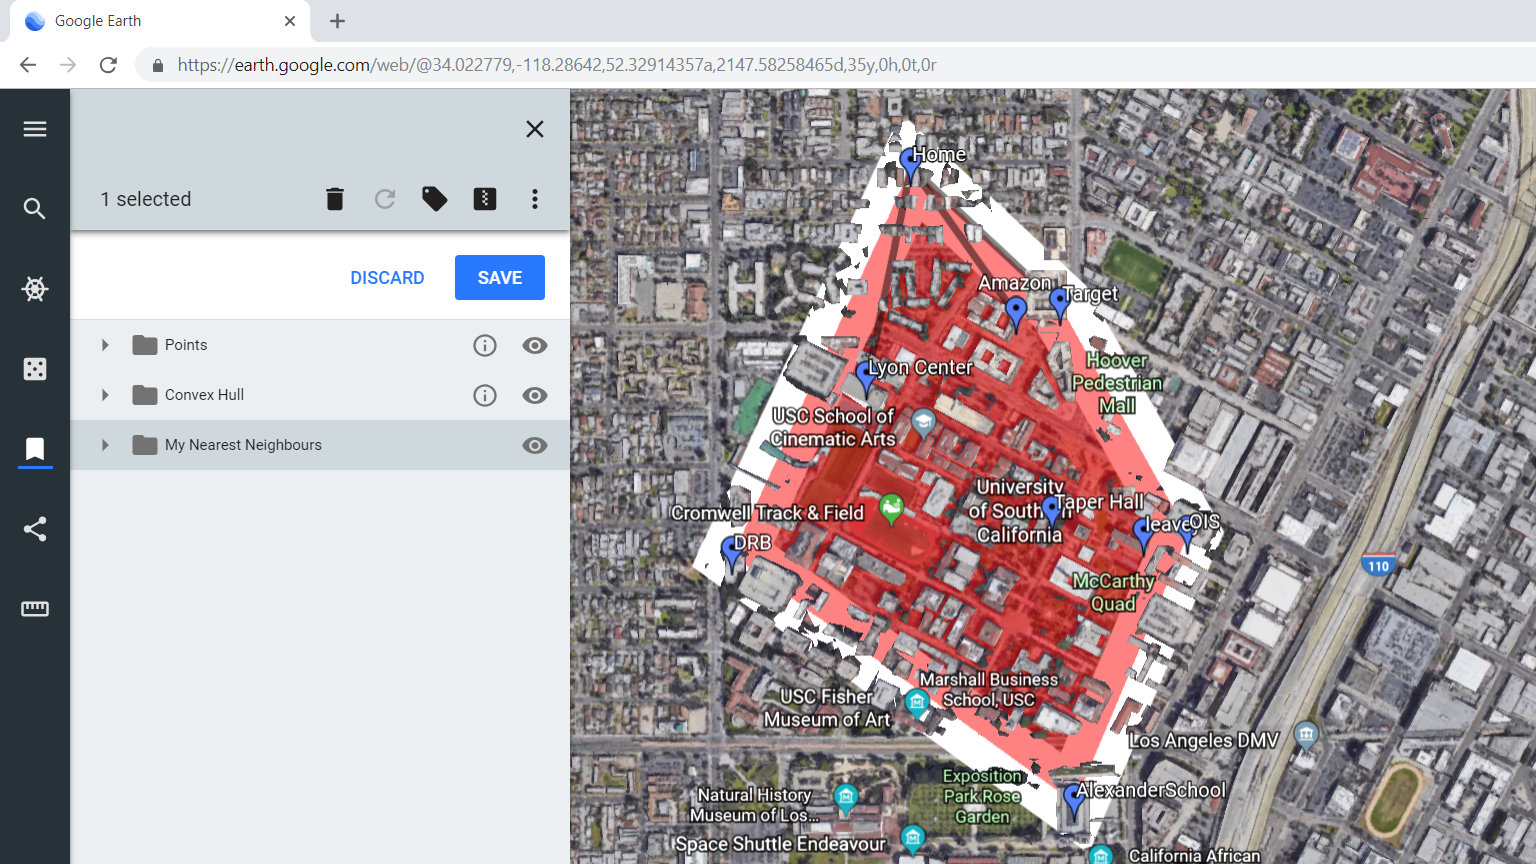 Google Earth
https://earth.google.com/web/@34.022779,-118.28642,52.32914357a,2147.58258465d,35y,0h,0t,0r
1 selected
DISCARD
SAVE
Points
Convex Hull
My Nearest Neighbours
Home
Amazon
Target
Hoover
Pedestrian
Mall
Lyon Center
USC School of
Cinematic Arts
University
of South
California
Taper Hall
leavey
OIS
Cromwell Track & Field
DRB
110
McCarthy
Quad
Marshall Business
School, USC
USC Fisher
Museum of Art
Los Angeles DMV
Exposition
Park Rose
Garden
AlexanderSchool
Natural History
Museum of Los...
Space Shuttle Endeavour
California African